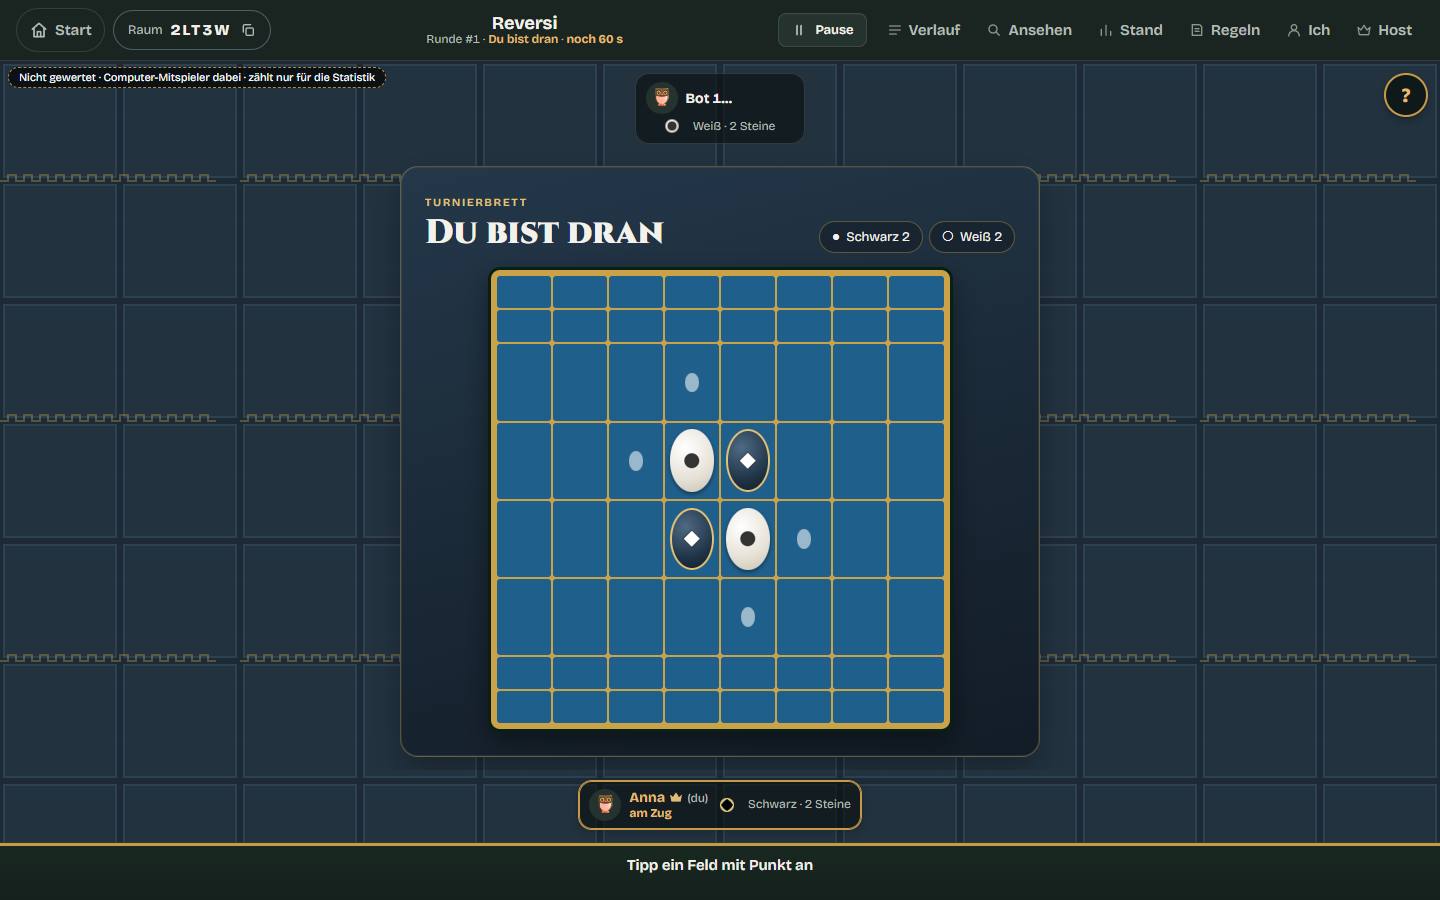 Start
Raum 2LT3W
Reversi
Runde #1 · Du bist dran · noch 60 s
Pause
Verlauf
Ansehen
Stand
Regeln
Ich
Host
Nicht gewertet · Computer-Mitspieler dabei · zählt nur für die Statistik
Bot 1...
Weiß · 2 Steine
?
TURNIERBRETT
DU BIST DRAN
Schwarz 2
Weiß 2
Anna (du)
am Zug
Schwarz · 2 Steine
Tipp ein Feld mit Punkt an